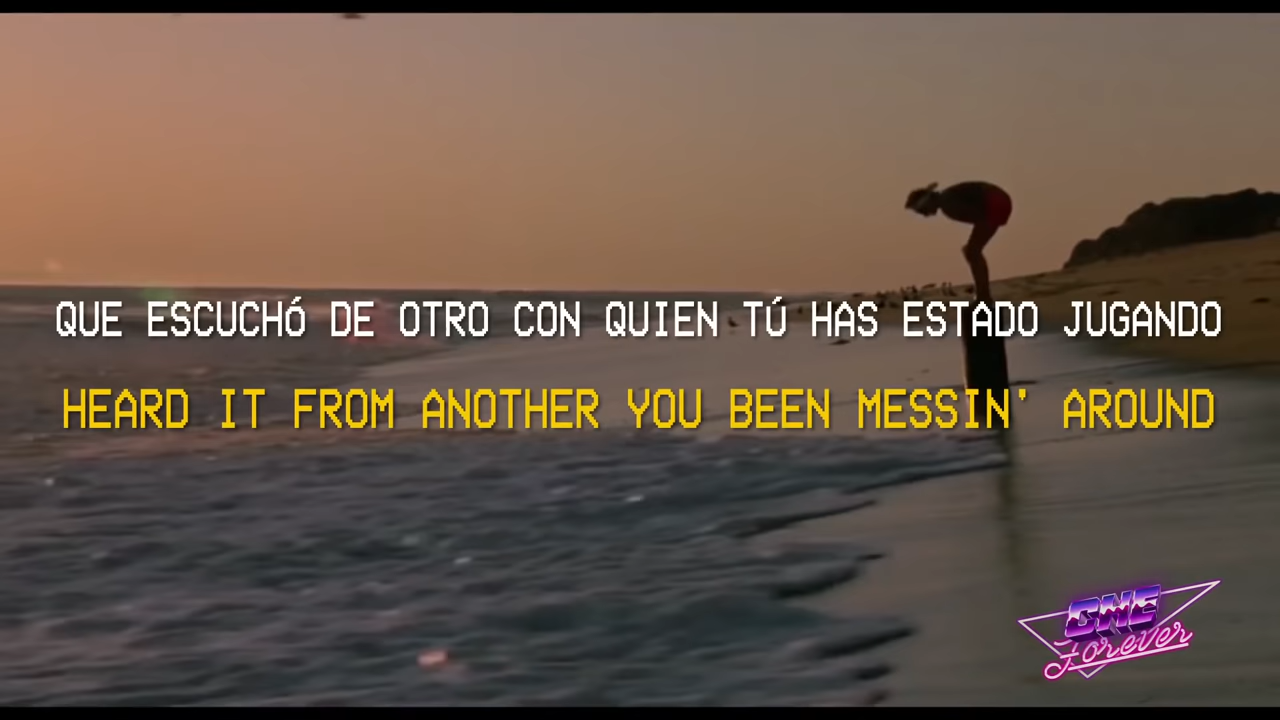 QUE ESCUCHÓ DE OTRO CON QUIEN TÚ HAS ESTADO JUGANDO
HEARD IT FROM ANOTHER YOU BEEN MESSIN' AROUND
GNE
Forever